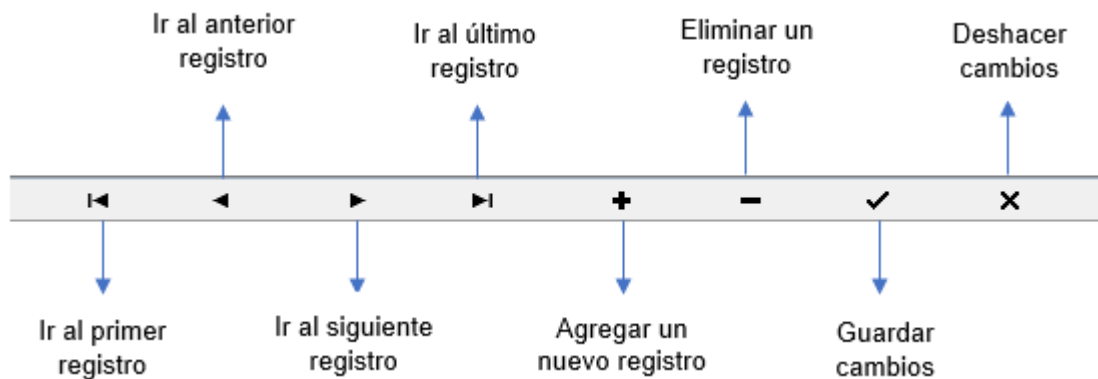 Ir al anterior
registro
Ir al último
registro
Eliminar un
registro
Deshacer
cambios
Ir al primer
registro
Ir al siguiente
registro
Agregar un
nuevo registro
Guardar
cambios